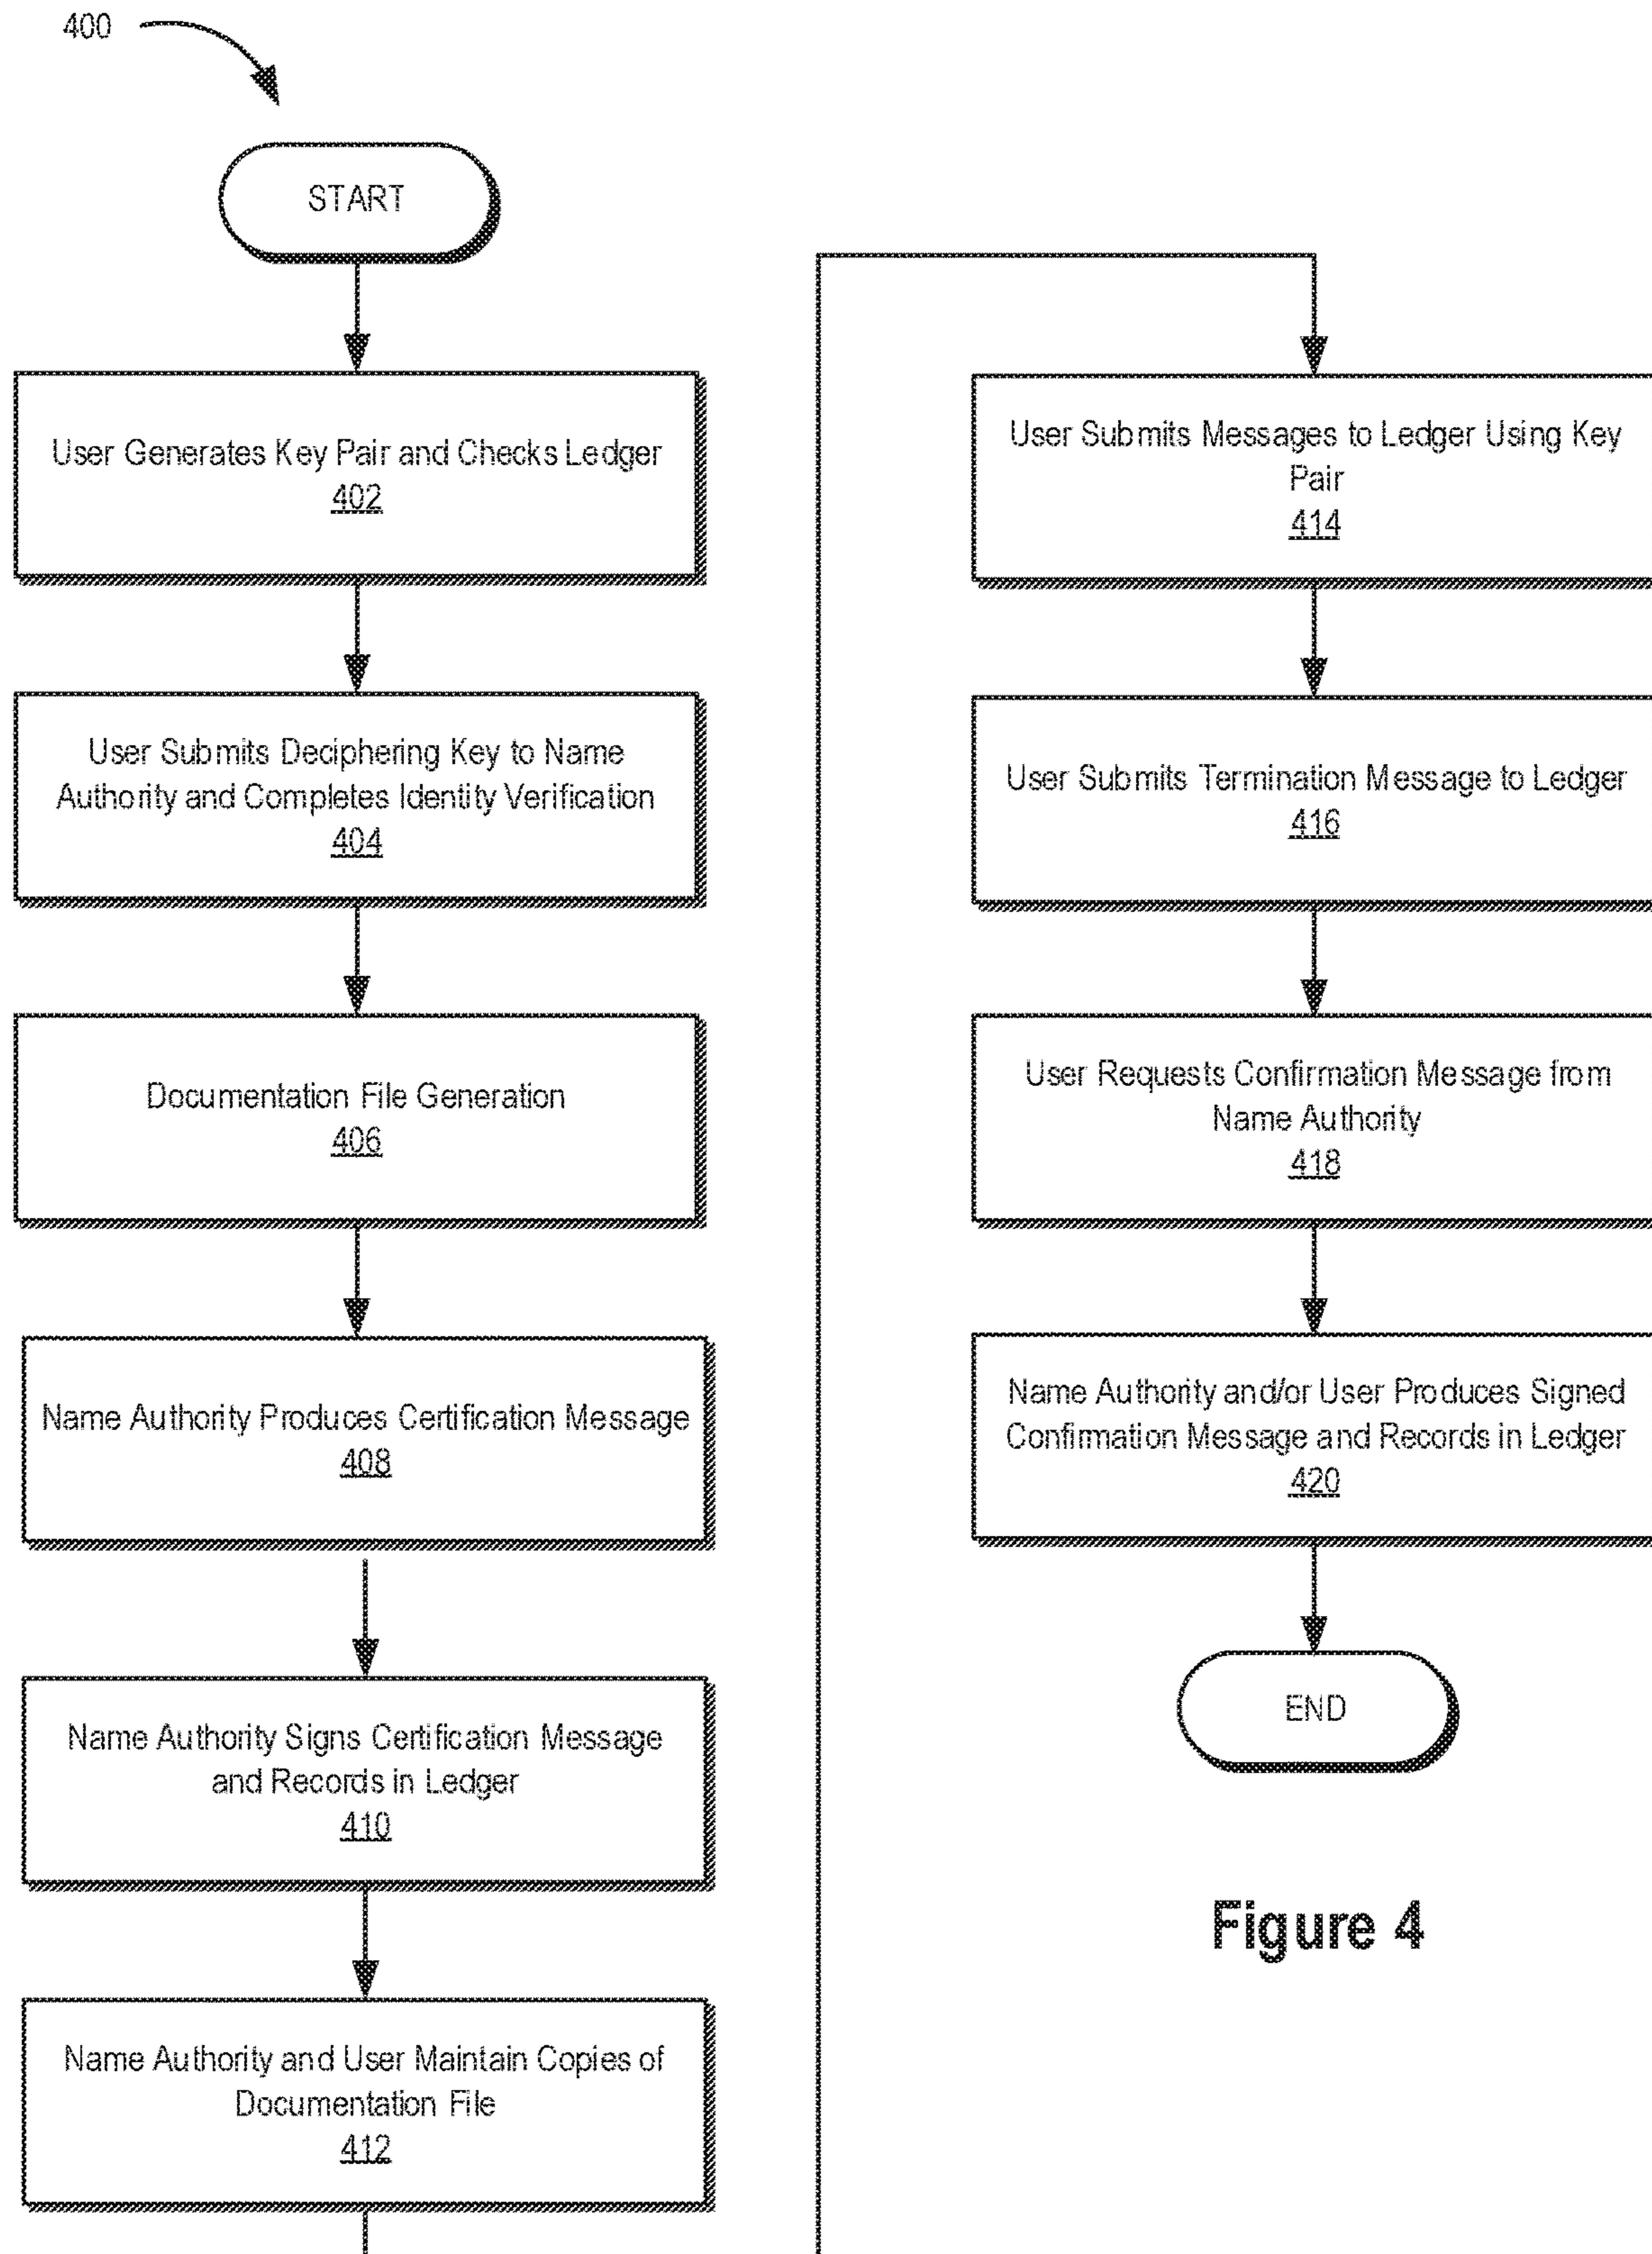 400
START
User Generates Key Pair and Checks Ledger
402
User Submits Deciphering Key to Name
Authority and Completes Identity Verification
404
Documentation File Generation
406
Name Authority Produces Certification Message
408
Name Authority Signs Certification Message
and Records in Ledger
410
Name Authority and User Maintain Copies of
Documentation File
412
User Submits Messages to Ledger Using Key
Pair
414
User Submits Termination Message to Ledger
416
User Requests Confirmation Message from
Name Authority
418
Name Authority and/or User Produces Signed
Confirmation Message and Records in Ledger
420
END
Figure 4